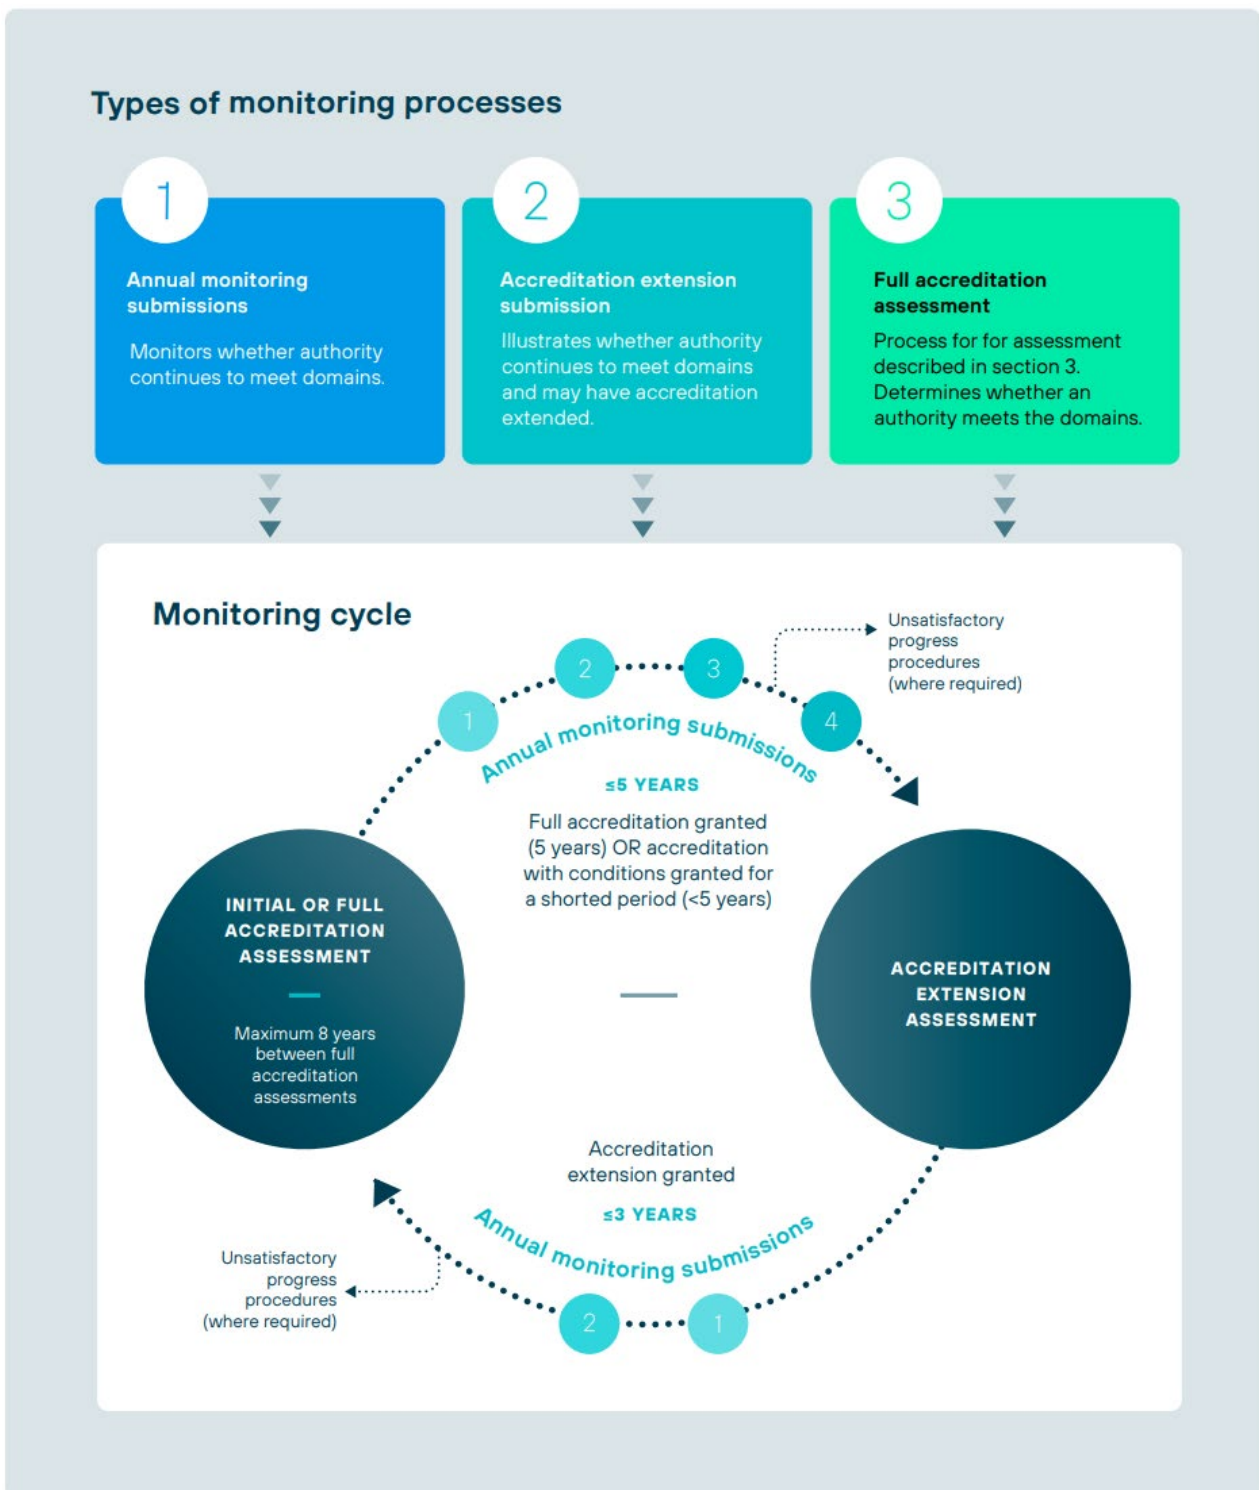 Types of monitoring processes
1
Annual monitoring
submissions
Monitors whether authority
continues to meet domains.
2
Accreditation extension
submission
Illustrates whether authority
continues to meet domains
and may have accreditation
extended.
3
Full accreditation
assessment
Process for for assessment
described in section 3.
Determines whether an
authority meets the domains.
Monitoring cycle
1
2
3
4
Unsatisfactory
progress
procedures
(where required)
Annual monitoring submissions
≤5 YEARS
Full accreditation granted
(5 years) OR accreditation
with conditions granted for
a shorted period (<5 years)
INITIAL OR FULL
ACCREDITATION
ASSESSMENT
Maximum 8 years
between full
accreditation
assessments
ACCREDITATION
EXTENSION
ASSESSMENT
Accreditation
extension granted
≤3 YEARS
Annual monitoring submissions
Unsatisfactory
progress
procedures
(where required)
2
1